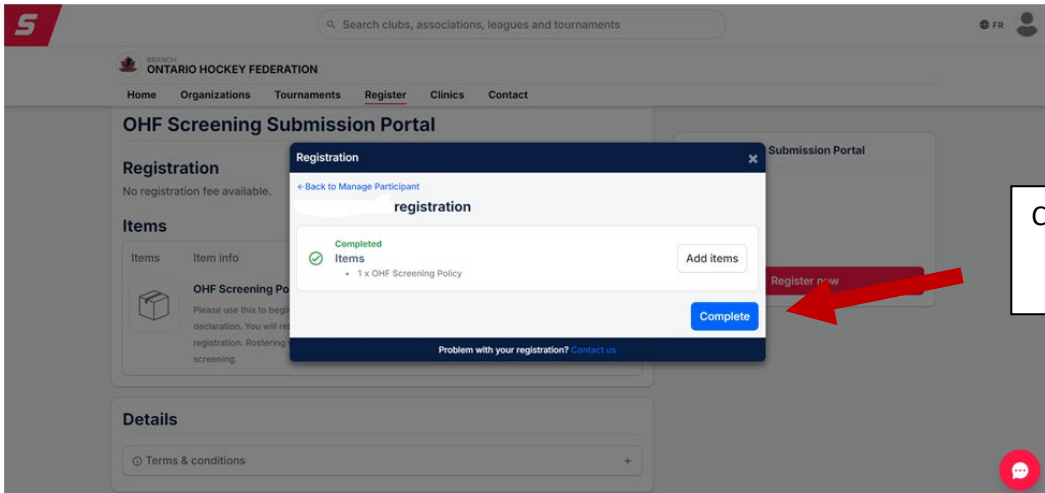 S
Search clubs, associations, leagues and tournaments
FR
BRANCH
ONTARIO HOCKEY FEDERATION
Home Organizations Tournaments Register Clinics Contact
OHF Screening Submission Portal
Submission Portal
Registration
No registration fee available.
Items
Items Item info
OHF Screening Po
Please use this to begi
declaration. You will re
registration. Rostering
screening.
Register now
Registration
←Back to Manage Participant
registration
Completed
Items
• 1 x OHF Screening Policy
Add items
Complete
Problem with your registration? Contact us
Details
Terms & conditions +
C